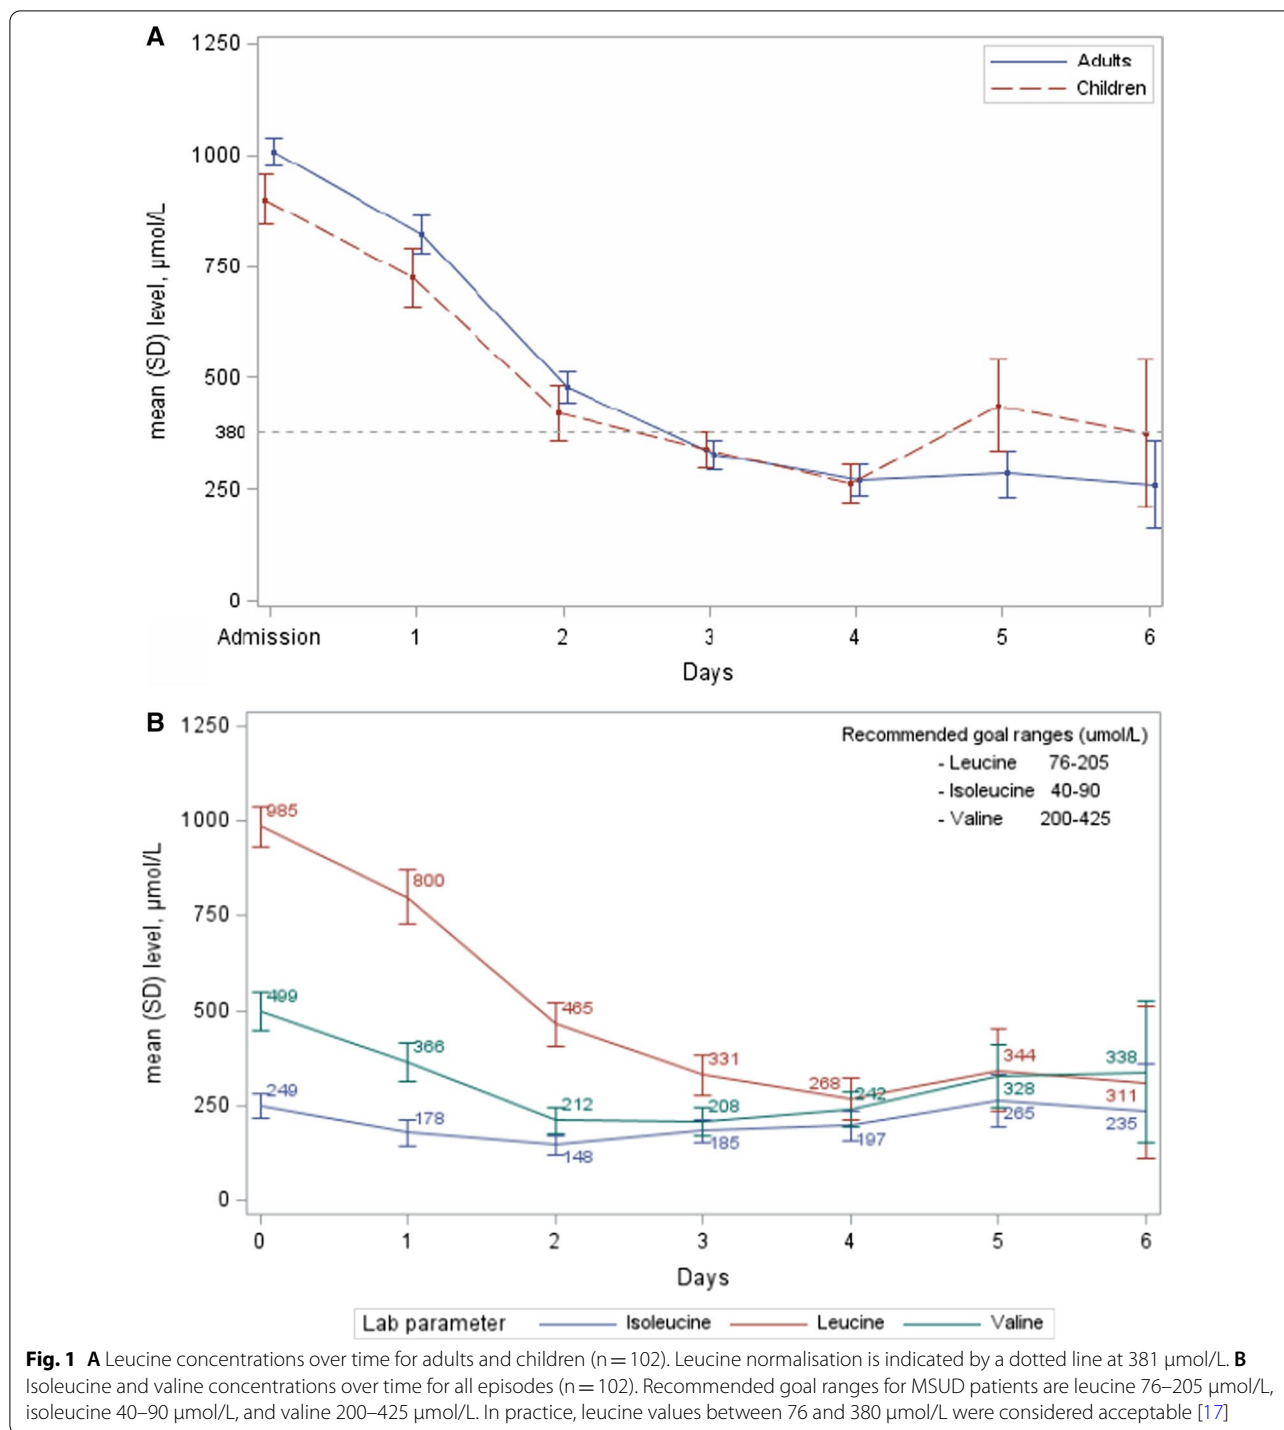 A
1250
1000
750
500
380
250
0
mean (SD) level, µmol/L
Adults
Children
Admission 1 2 3 4 5 6
Days
B
1250
1000
750
500
250
0
mean (SD) level, µmol/L
Recommended goal ranges (umol/L)
- Leucine 76-205
- Isoleucine 40-90
- Valine 200-425
985
800
465
331
268
344
311
499
366
212
208
242
328
338
249
178
148
185
197
265
235
0 1 2 3 4 5 6
Days
Lab parameter Isoleucine Leucine Valine
Fig. 1 A Leucine concentrations over time for adults and children (n = 102). Leucine normalisation is indicated by a dotted line at 381 µmol/L. B
Isoleucine and valine concentrations over time for all episodes (n = 102). Recommended goal ranges for MSUD patients are leucine 76–205 µmol/L,
isoleucine 40–90 µmol/L, and valine 200–425 µmol/L. In practice, leucine values between 76 and 380 µmol/L were considered acceptable [17]